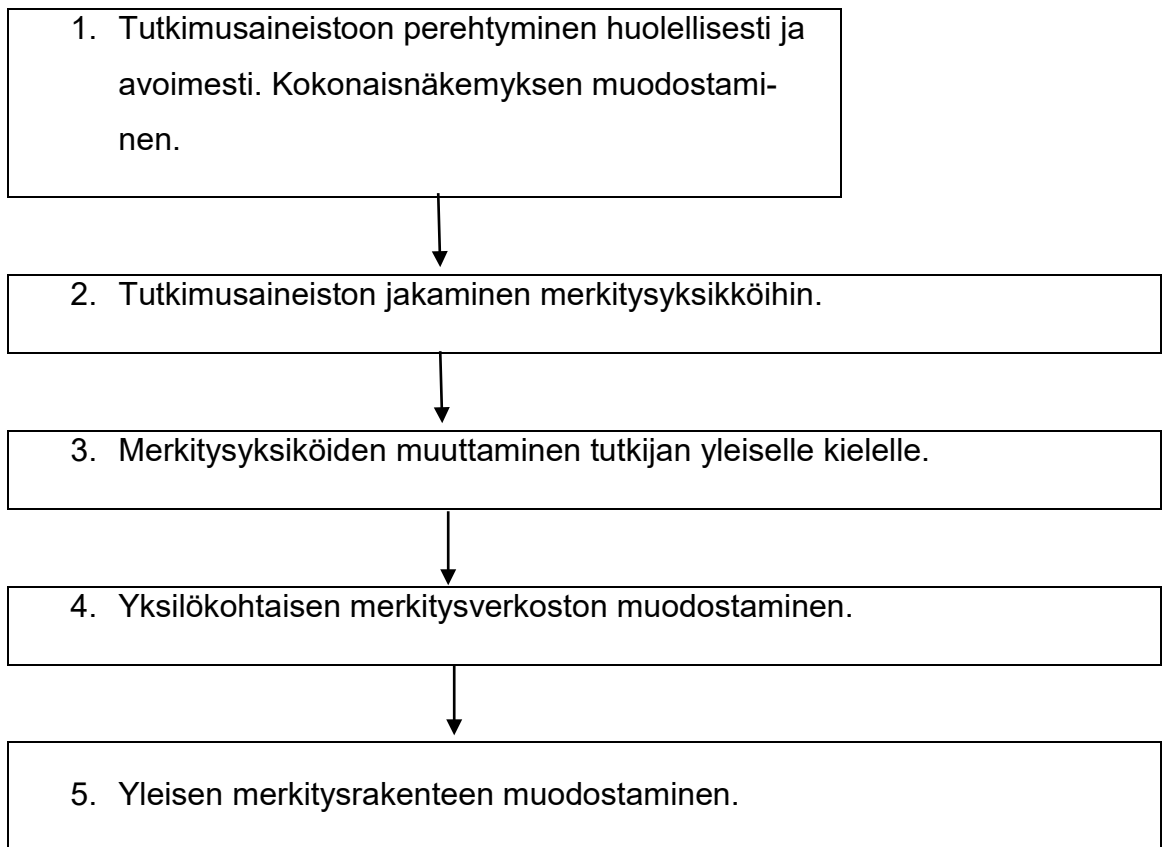 1. Tutkimusaineistoon perehtyminen huolellisesti ja
avoimesti. Kokonaisnäkemyksen muodostami-
nen.
2. Tutkimusaineiston jakaminen merkitysyksikköihin.
3. Merkitysyksiköiden muuttaminen tutkijan yleiselle kielelle.
4. Yksilökohtaisen merkitysverkoston muodostaminen.
5. Yleisen merkitysrakenteen muodostaminen.